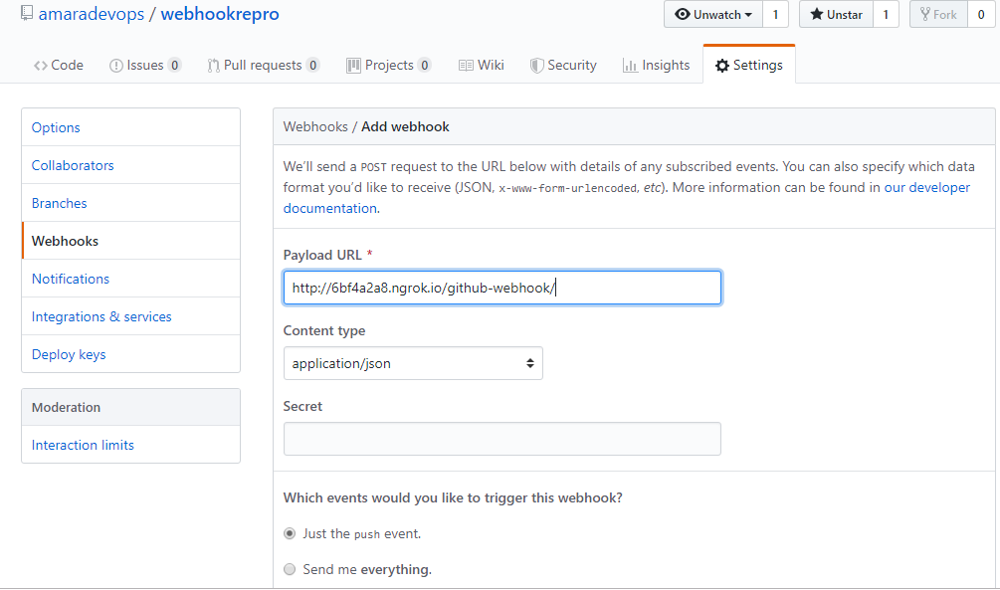 amaradevops / webhookrepro
Unwatch 1 Unstar 1 Fork 0
Code Issues 0 Pull requests 0 Projects 0 Wiki Security Insights Settings
Options
Collaborators
Branches
Webhooks
Notifications
Integrations & services
Deploy keys
Moderation
Interaction limits
Webhooks / Add webhook
We’ll send a POST request to the URL below with details of any subscribed events. You can also specify which data
format you’d like to receive (JSON, x-www-form-urlencoded, etc). More information can be found in our developer
documentation.
Payload URL *
http://6bf4a2a8.ngrok.io/github-webhook/
Content type
application/json
Secret
Which events would you like to trigger this webhook?
Just the push event.
Send me everything.